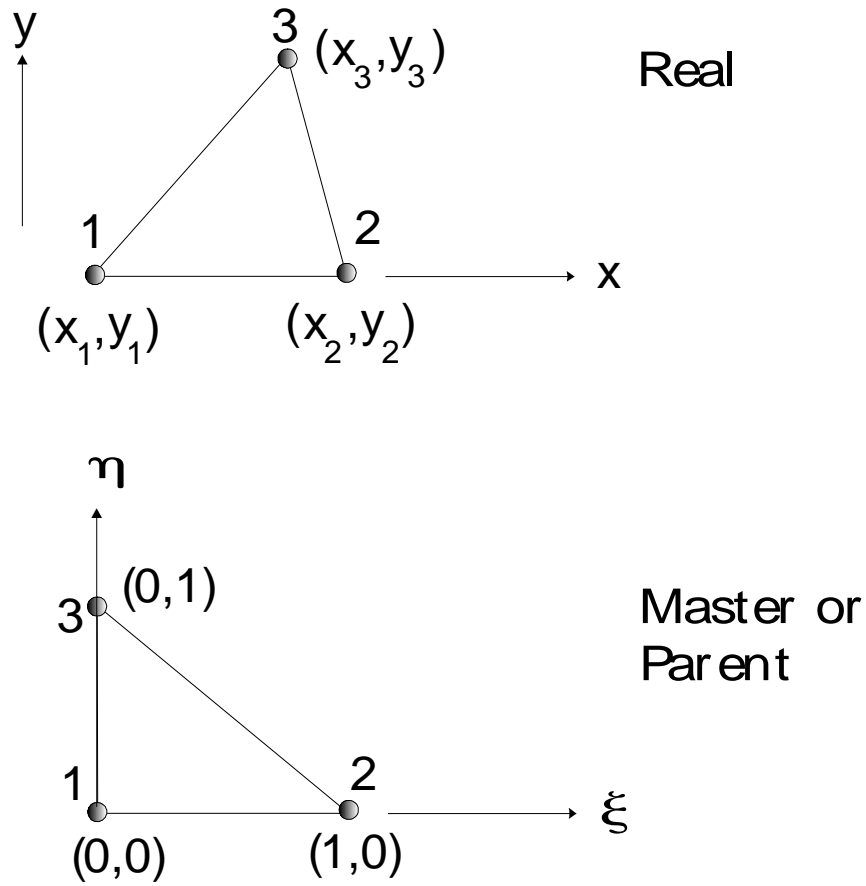 y
3
(x₃,y₃)
Real
1
2
x
(x₁,y₁)
(x₂,y₂)
η
(0,1)
3
Master or
Parent
1
2
ξ
(0,0)
(1,0)